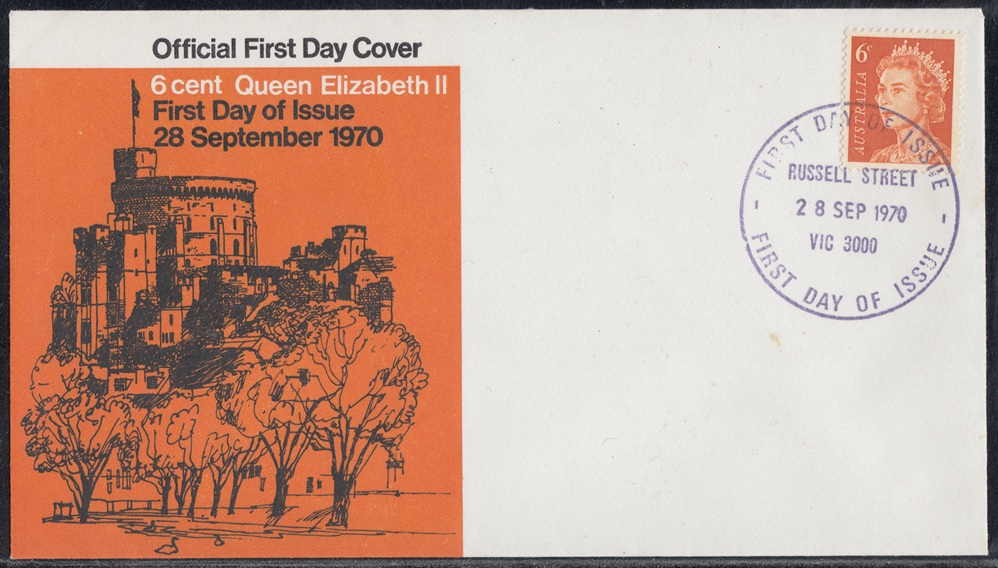 Official First Day Cover
6 cent Queen Elizabeth II
First Day of Issue
28 September 1970
6c
AUSTRALIA
FIRST DAY OF ISSUE
RUSSELL STREET
28 SEP 1970
VIC 3000
FIRST DAY OF ISSUE